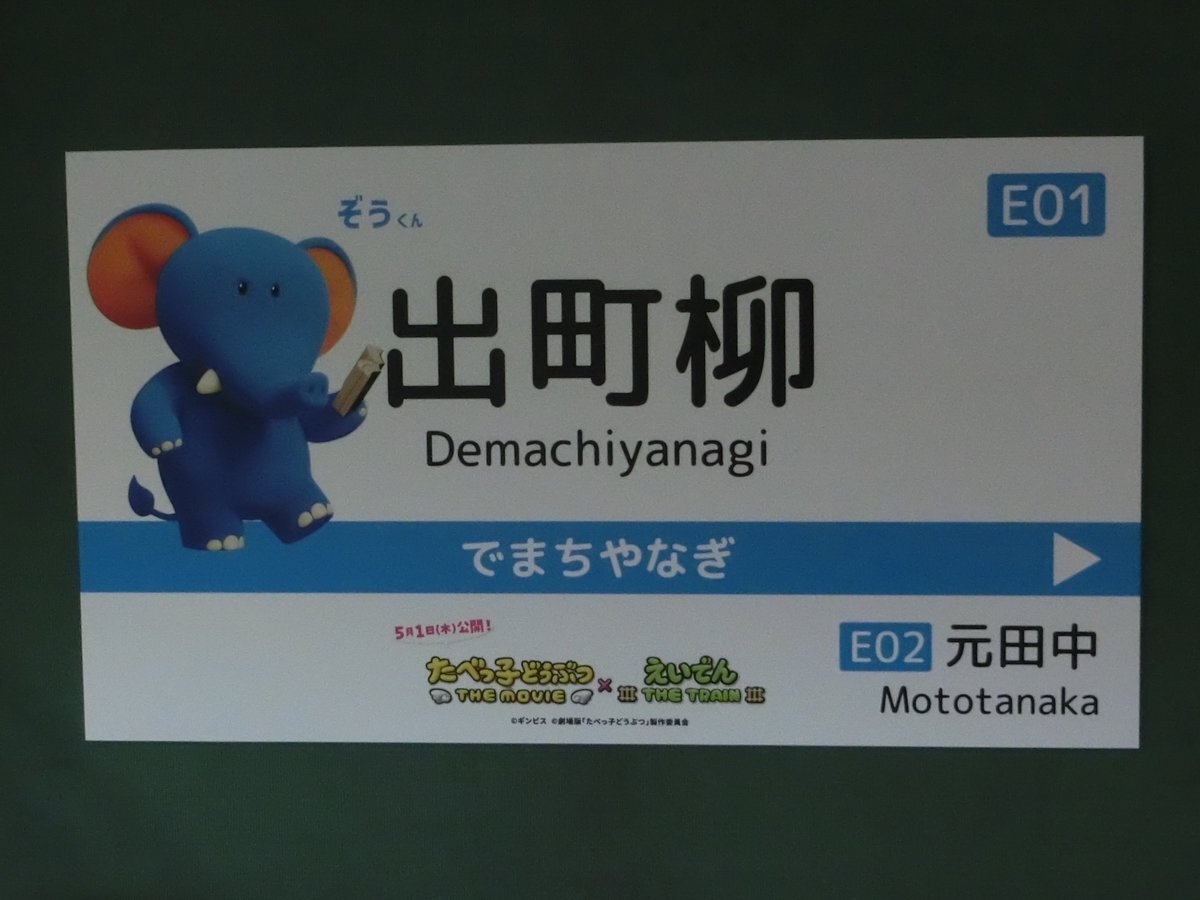 ぞうくん
E01
出町柳
Demachiyanagi
でまちやなぎ
5月1日(木)公開!
たべっ子どうぶつ THE MOVIE × えいでん THE TRAIN
©ギンビス ©劇場版「たべっ子どうぶつ」製作委員会
E02 元田中
Mototanaka